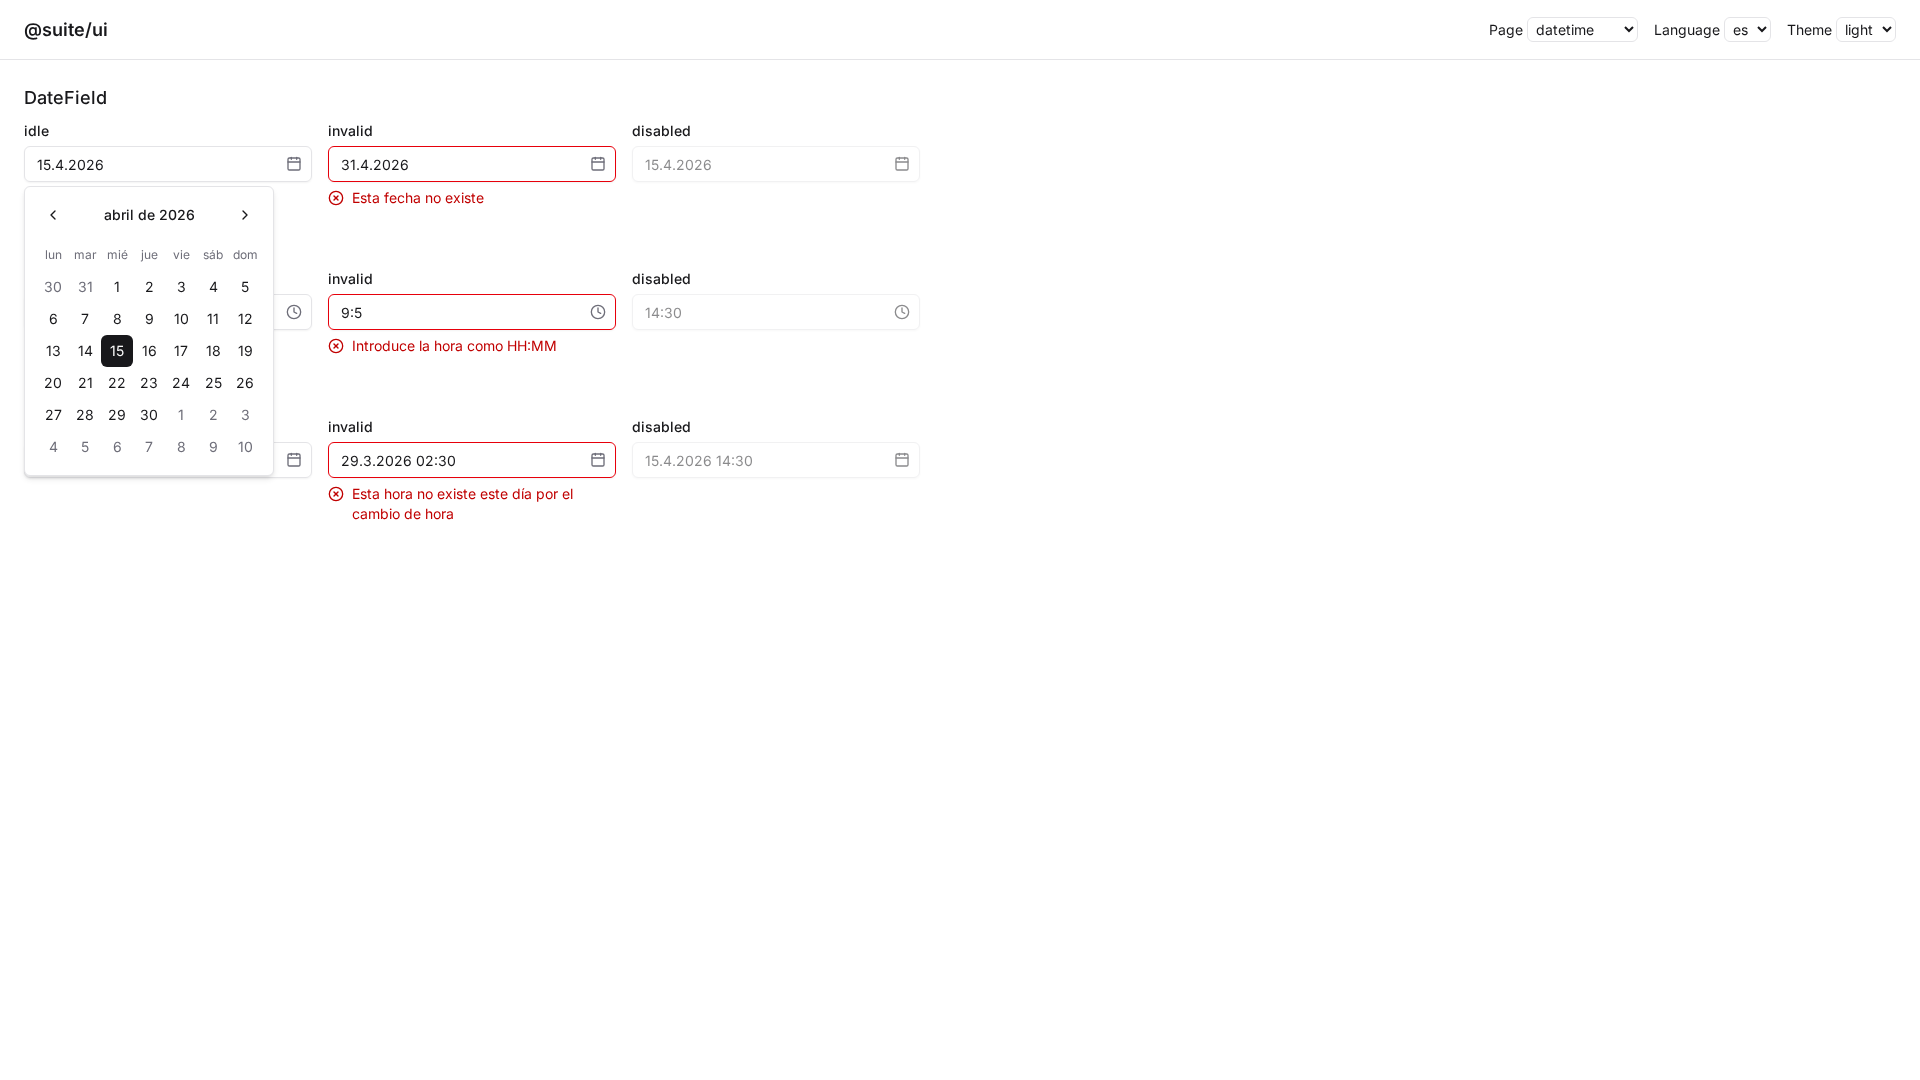 @suite/ui
Page datetime Language es Theme light
DateField
idle invalid disabled
15.4.2026 31.4.2026 15.4.2026
Esta fecha no existe
abril de 2026
lun mar mié jue vie sáb dom
30 31 1 2 3 4 5
6 7 8 9 10 11 12
13 14 15 16 17 18 19
20 21 22 23 24 25 26
27 28 29 30 1 2 3
4 5 6 7 8 9 10
invalid disabled
9:5 14:30
Introduce la hora como HH:MM
invalid disabled
29.3.2026 02:30 15.4.2026 14:30
Esta hora no existe este día por el
cambio de hora